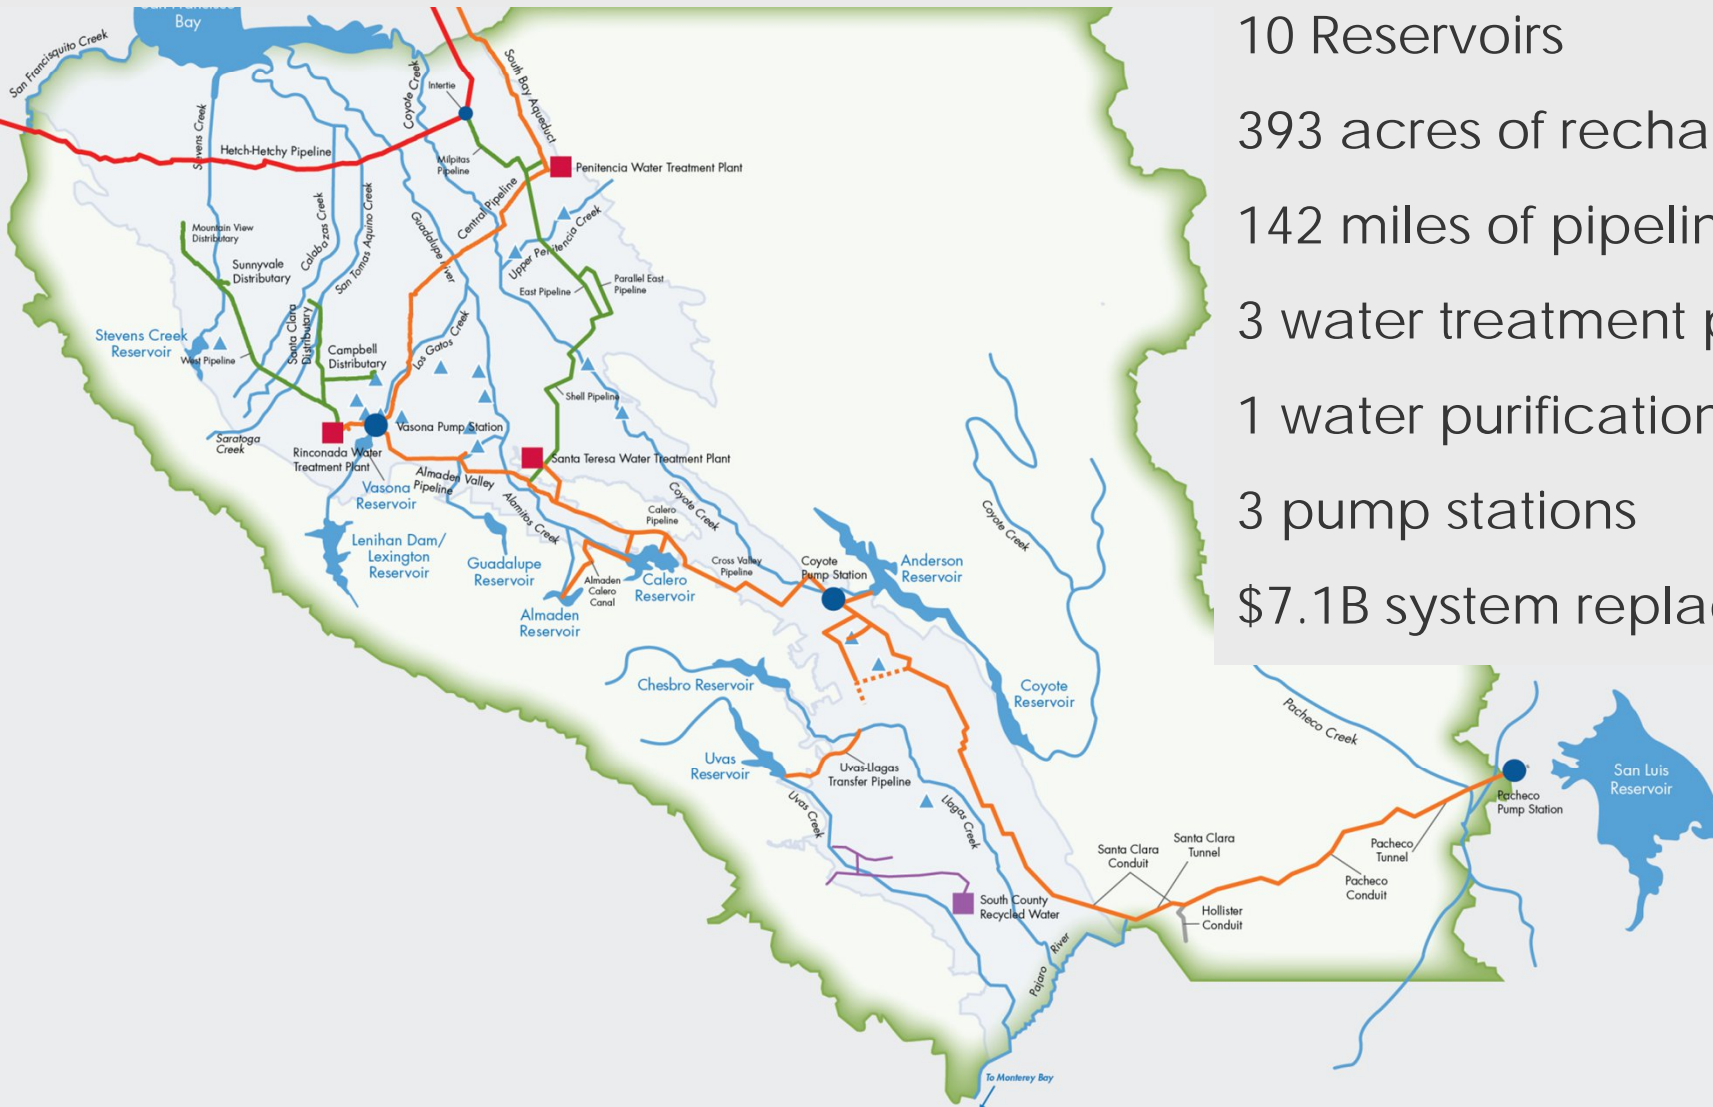 San Francisco
Bay
San Francisquito Creek
Stevens Creek
Hetch-Hetchy Pipeline
Coyote Creek
Intertie
South Bay Aqueduct
Milpitas
Pipeline
Penitencia Water Treatment Plant
Mountain View
Distributary
Sunnyvale
Distributary
Calabazas Creek
San Tomas Aquino Creek
Guadalupe River
Central Pipeline
Upper Penitencia Creek
East Pipeline
Parallel East
Pipeline
Stevens Creek
Reservoir
West Pipeline
Santa Clara
Distributary
Campbell
Distributary
Los Gatos Creek
Shell Pipeline
Saratoga
Creek
Rinconada Water
Treatment Plant
Vasona Pump Station
Santa Teresa Water Treatment Plant
Vasona
Reservoir
Almaden Valley
Pipeline
Alamitos Creek
Coyote Creek
Calero
Pipeline
Lenihan Dam/
Lexington
Reservoir
Guadalupe
Reservoir
Almaden
Calero
Canal
Calero
Reservoir
Almaden
Reservoir
Cross Valley
Pipeline
Coyote
Pump Station
Anderson
Reservoir
Coyote Creek
Chesbro Reservoir
Coyote
Reservoir
Uvas
Reservoir
Uvas-Llagas
Transfer Pipeline
Uvas Creek
Llagas Creek
South County
Recycled Water
Santa Clara
Conduit
Santa Clara
Tunnel
Hollister
Conduit
Pacheco
Conduit
Pacheco
Tunnel
Pacheco Creek
Pacheco
Pump Station
San Luis
Reservoir
Pajaro River
To Monterey Bay
10 Reservoirs
393 acres of recha
142 miles of pipelin
3 water treatment p
1 water purification
3 pump stations
$7.1B system repla